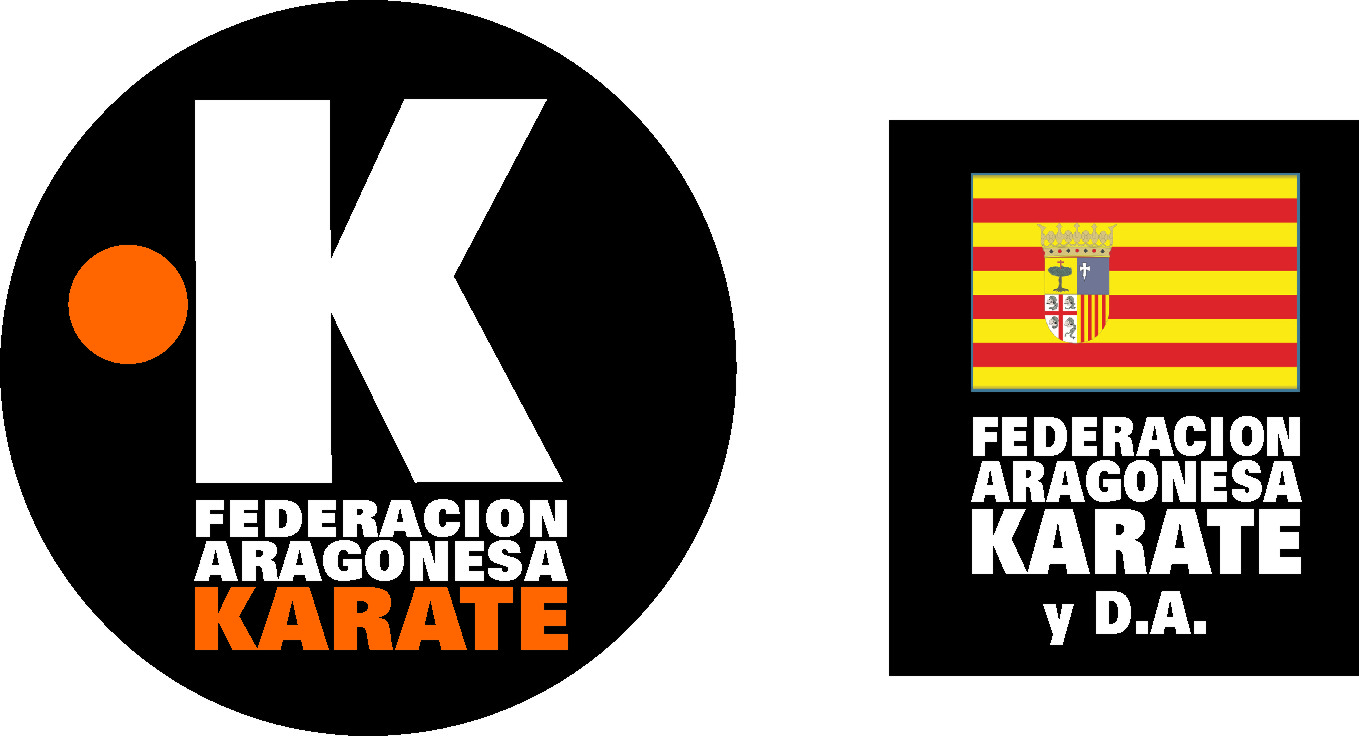 K
FEDERACION
ARAGONESA
KARATE
FEDERACION
ARAGONESA
KARATE
y D.A.